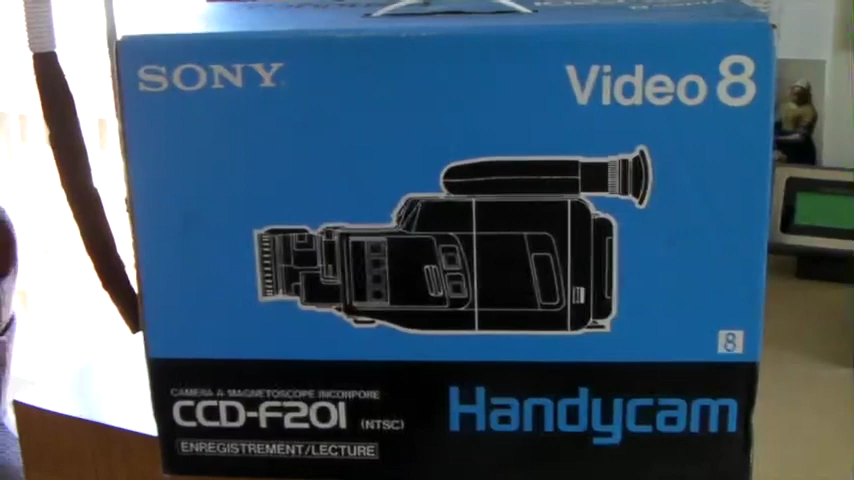 SONY
Video 8
8
CAMERA A MAGNETOSCOPE INCORPORE
CCD-F201 (NTSC)
ENREGISTREMENT/LECTURE
Handycam